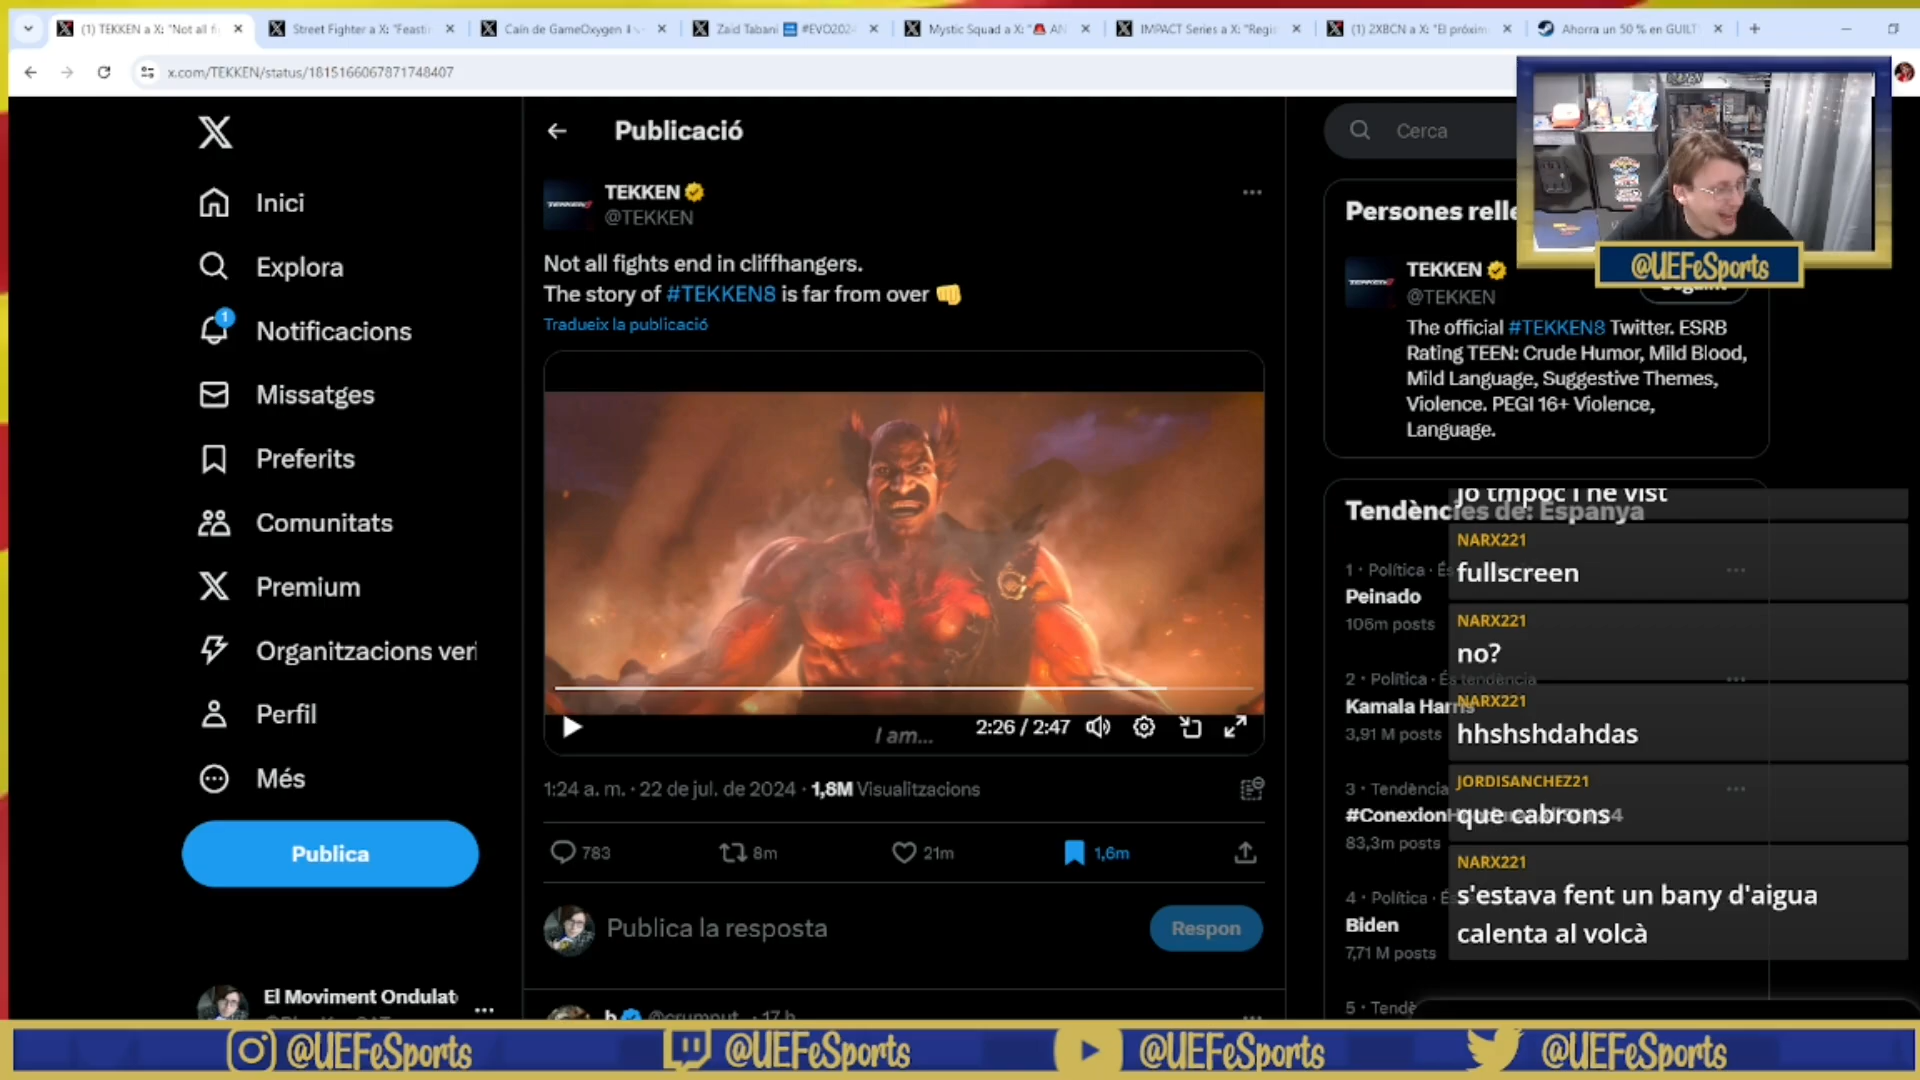 (1) TEKKEN a X: "Not all fi
Street Fighter a X: "Feasti
Caín de GameOxygen
Zaid Tabani #EVO2024
Mystic Squad a X: "🚨 AN
IMPACT Series a X: "Regis
(1) 2XBCN a X: "El próxim
Ahorra un 50 % en GUILT
x.com/TEKKEN/status/1815166067871748407
Inici
Explora
1
Notificacions
Missatges
Preferits
Comunitats
Premium
Organitzacions veri
Perfil
Més
Publica
El Moviment Ondulat
Publicació
TEKKEN
@TEKKEN
Not all fights end in cliffhangers.
The story of #TEKKEN8 is far from over 👊
Tradueix la publicació
I am...
2:26 / 2:47
1:24 a. m. · 22 de jul. de 2024 · 1,8M Visualitzacions
783
8m
21m
1,6m
Publica la resposta
Respon
@crumput · 17 h
Cerca
@UEFeSports
Persones relle
TEKKEN
@TEKKEN
The official #TEKKEN8 Twitter. ESRB
Rating TEEN: Crude Humor, Mild Blood,
Mild Language, Suggestive Themes,
Violence. PEGI 16+ Violence,
Language.
Tendències de: Espanya
1 · Política · És
Peinado
106m posts
2 · Política · És tendència
Kamala Harris
3,91 M posts
3 · Tendència
#Conexion
83,3m posts
4 · Política · És
Biden
7,71 M posts
5 · Tendè
jo tmpoc l he vist
NARX221
fullscreen
NARX221
no?
NARX221
hhshshdahdas
JORDISANCHEZ21
que cabrons
NARX221
s'estava fent un bany d'aigua
calenta al volcà
@UEFeSports
@UEFeSports
@UEFeSports
@UEFeSports